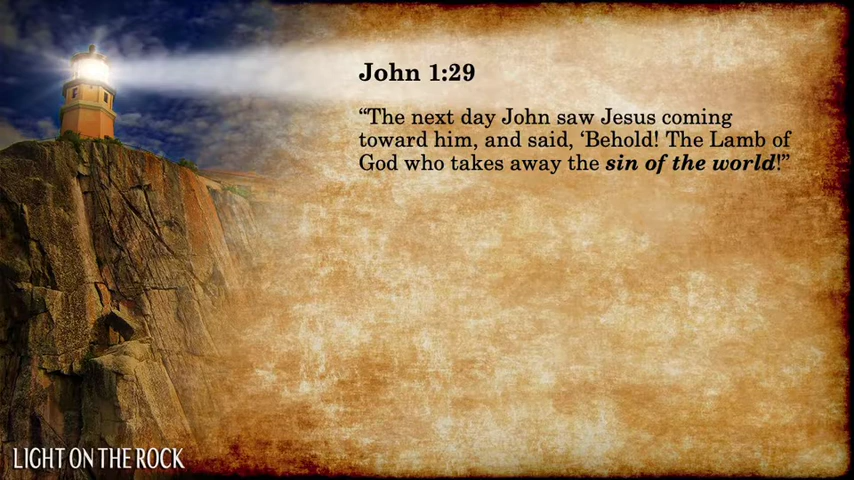 John 1:29
“The next day John saw Jesus coming
toward him, and said, ‘Behold! The Lamb of
God who takes away the sin of the world!”
LIGHT ON THE ROCK